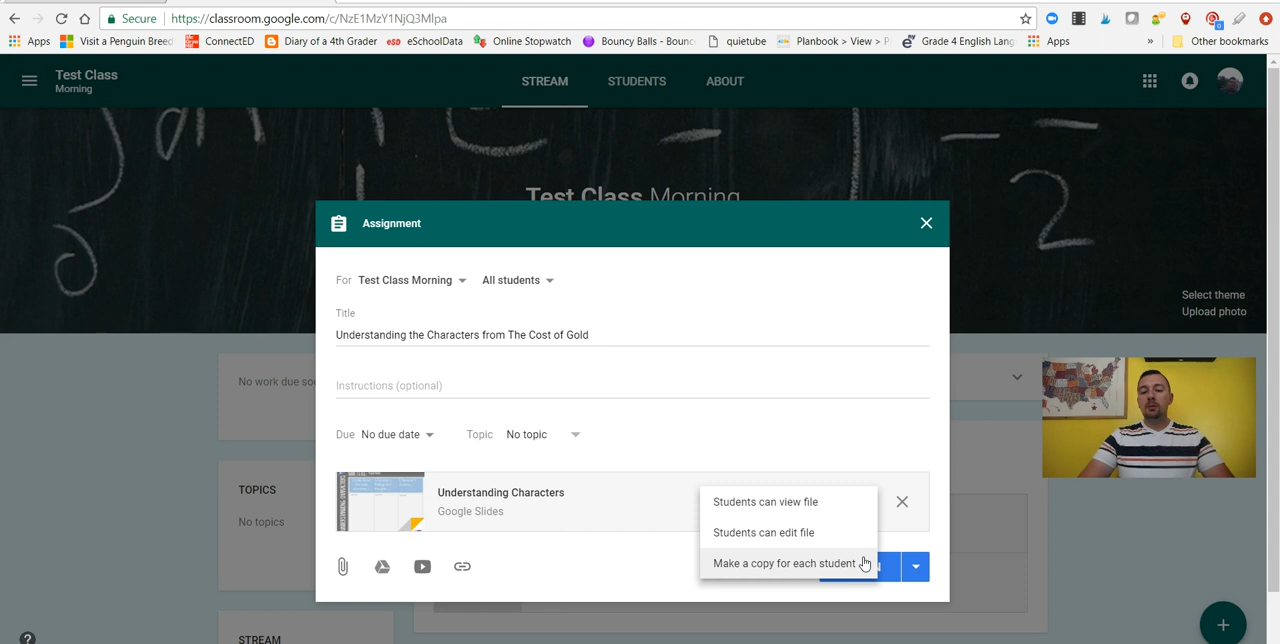 Secure https://classroom.google.com/c/NzE1MzY1NjQ3Mlpa
Apps Visit a Penguin Breed ConnectED Diary of a 4th Grader eSchoolData Online Stopwatch Bouncy Balls - Bounc quietube Planbook > View > P Grade 4 English Lang Apps » Other bookmarks
Test Class
Morning
STREAM STUDENTS ABOUT
Test Class Morning
Select theme
Upload photo
Assignment
For Test Class Morning All students
Title
Understanding the Characters from The Cost of Gold
Instructions (optional)
Due No due date Topic No topic
Understanding Characters
Google Slides
Students can view file
Students can edit file
Make a copy for each student
No work due soo
TOPICS
No topics
STREAM